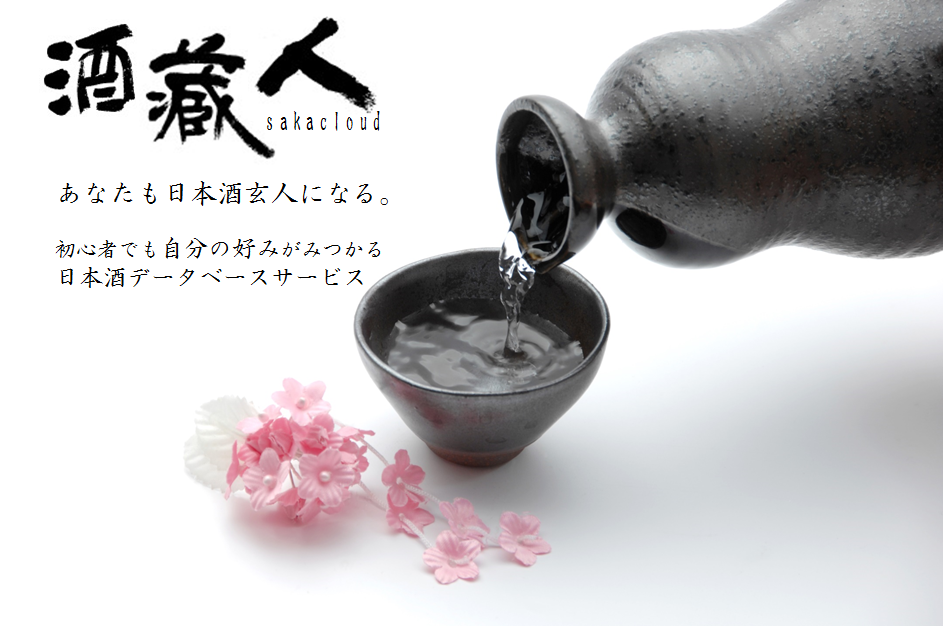 酒蔵人
sakacloud
あなたも日本酒玄人になる。
初心者でも自分の好みがみつかる
日本酒データベースサービス